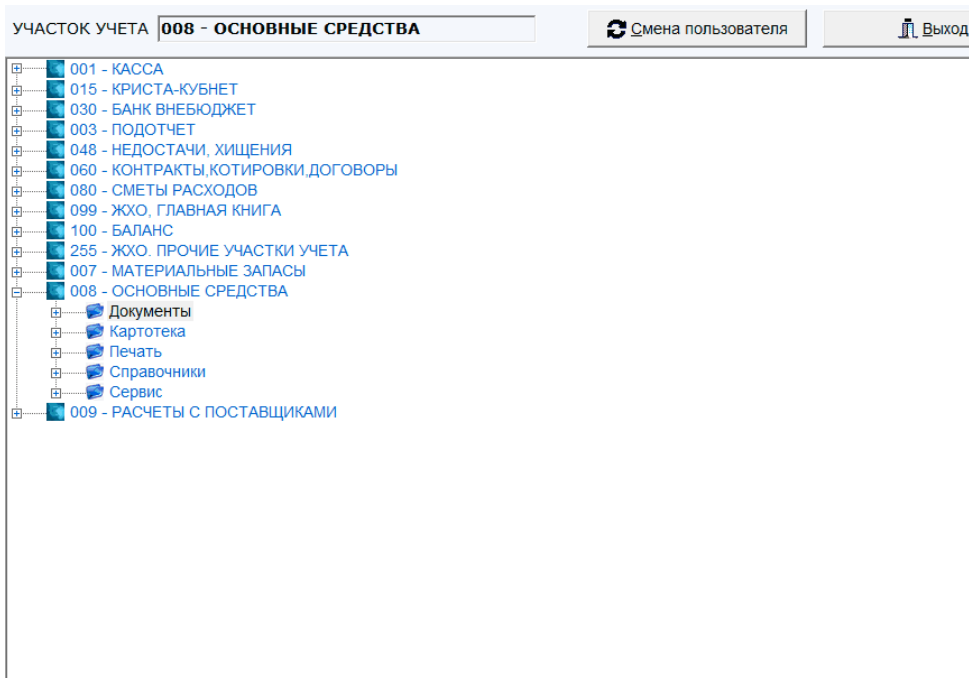 УЧАСТОК УЧЕТА 008 - ОСНОВНЫЕ СРЕДСТВА Смена пользователя Выход
001 - КАССА
015 - КРИСТА-КУБНЕТ
030 - БАНК ВНЕБЮДЖЕТ
003 - ПОДОТЧЕТ
048 - НЕДОСТАЧИ, ХИЩЕНИЯ
060 - КОНТРАКТЫ,КОТИРОВКИ,ДОГОВОРЫ
080 - СМЕТЫ РАСХОДОВ
099 - ЖХО, ГЛАВНАЯ КНИГА
100 - БАЛАНС
255 - ЖХО. ПРОЧИЕ УЧАСТКИ УЧЕТА
007 - МАТЕРИАЛЬНЫЕ ЗАПАСЫ
008 - ОСНОВНЫЕ СРЕДСТВА
Документы
Картотека
Печать
Справочники
Сервис
009 - РАСЧЕТЫ С ПОСТАВЩИКАМИ